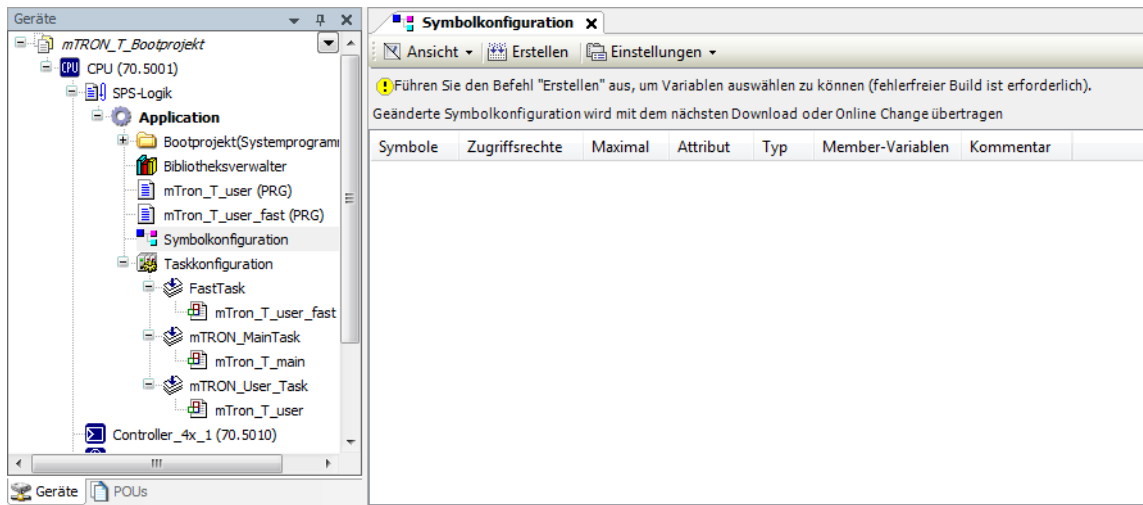 Geräte
mTRON_T_Bootprojekt
CPU CPU (70.5001)
SPS-Logik
Application
Bootprojekt(Systemprogrami
Bibliotheksverwalter
mTron_T_user (PRG)
mTron_T_user_fast (PRG)
Symbolkonfiguration
Taskkonfiguration
FastTask
mTron_T_user_fast
mTRON_MainTask
mTron_T_main
mTRON_User_Task
mTron_T_user
Controller_4x_1 (70.5010)
Geräte POUs
Symbolkonfiguration
Ansicht Erstellen Einstellungen
Führen Sie den Befehl "Erstellen" aus, um Variablen auswählen zu können (fehlerfreier Build ist erforderlich).
Geänderte Symbolkonfiguration wird mit dem nächsten Download oder Online Change übertragen
Symbole Zugriffsrechte Maximal Attribut Typ Member-Variablen Kommentar